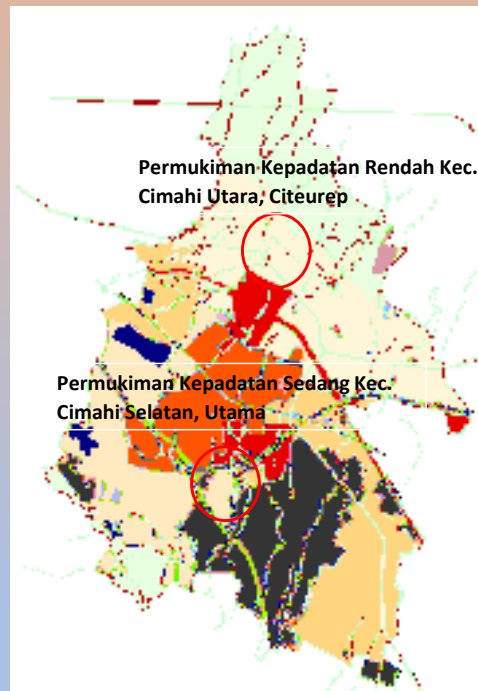 Permukiman Kepadatan Rendah Kec.
Cimahi Utara, Citeurep
Permukiman Kepadatan Sedang Kec.
Cimahi Selatan, Utama